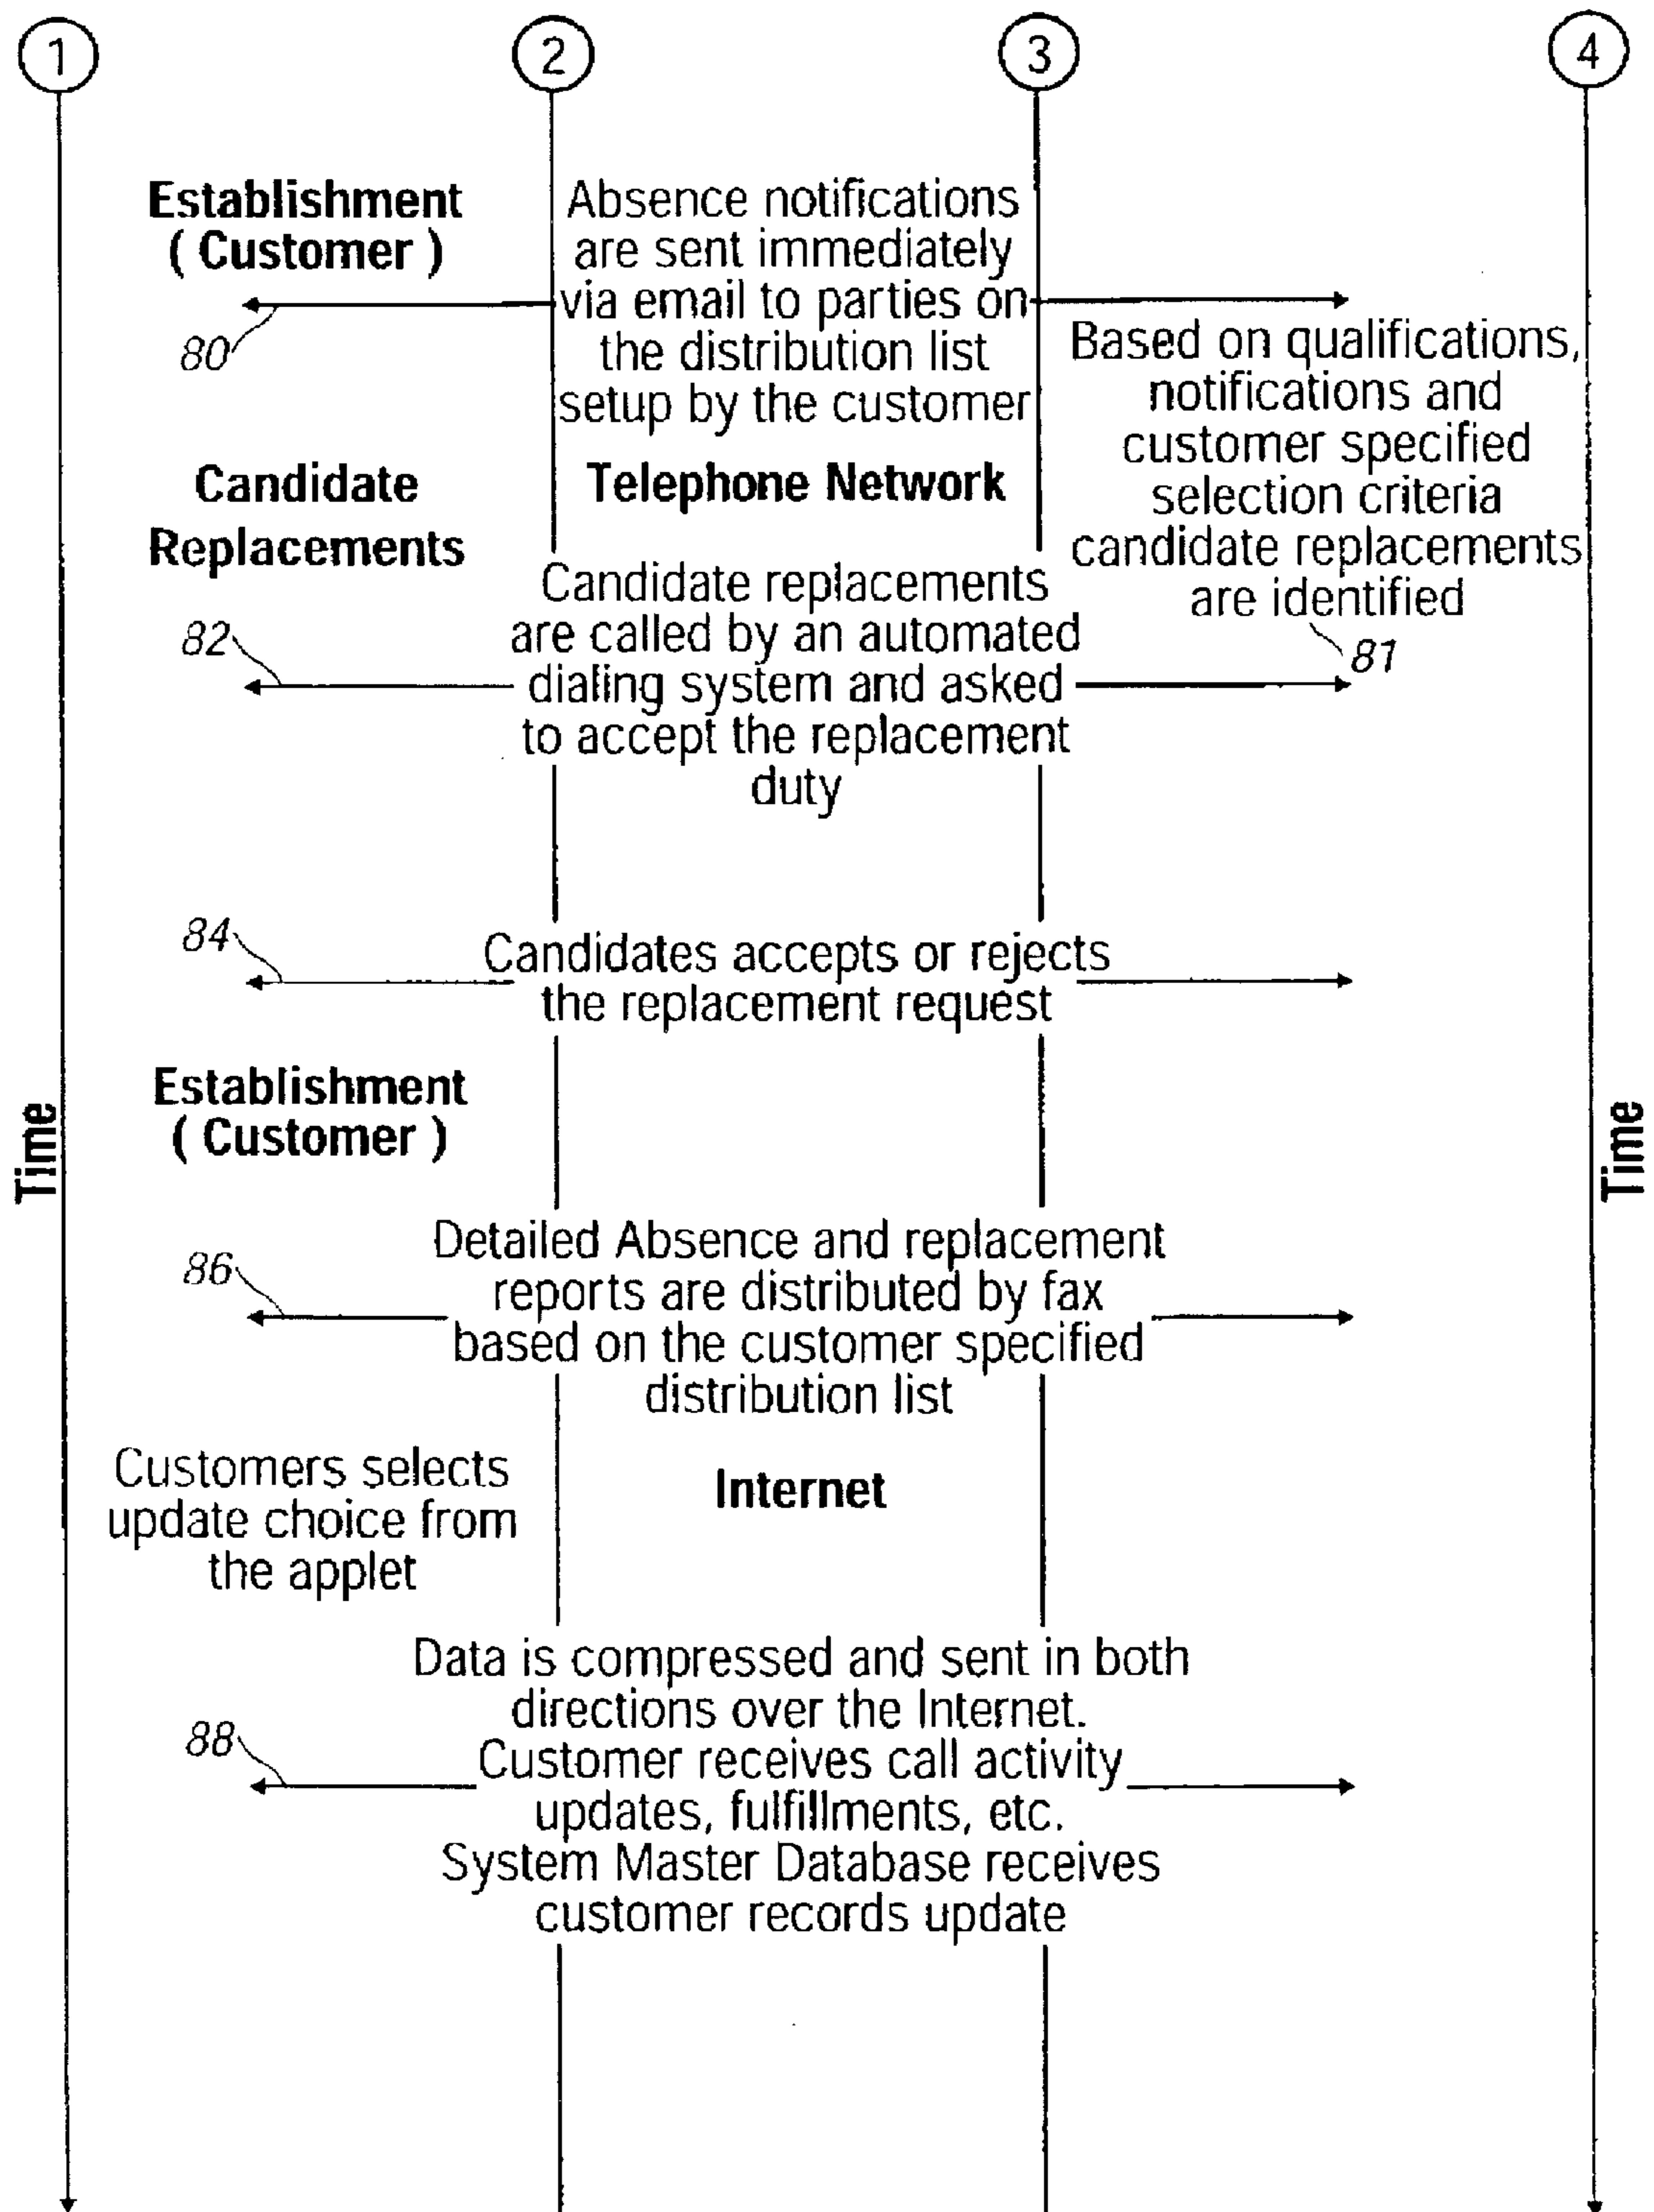 1
2
3
4
Establishment
( Customer )
80
Absence notifications
are sent immediately
via email to parties on
the distribution list
setup by the customer
Based on qualifications,
notifications and
customer specified
selection criteria
candidate replacements
are identified
81
Candidate
Replacements
Telephone Network
82
Candidate replacements
are called by an automated
dialing system and asked
to accept the replacement
duty
84
Candidates accepts or rejects
the replacement request
Establishment
( Customer )
Time
Time
86
Detailed Absence and replacement
reports are distributed by fax
based on the customer specified
distribution list
Customers selects
update choice from
the applet
Internet
88
Data is compressed and sent in both
directions over the Internet.
Customer receives call activity
updates, fulfillments, etc.
System Master Database receives
customer records update